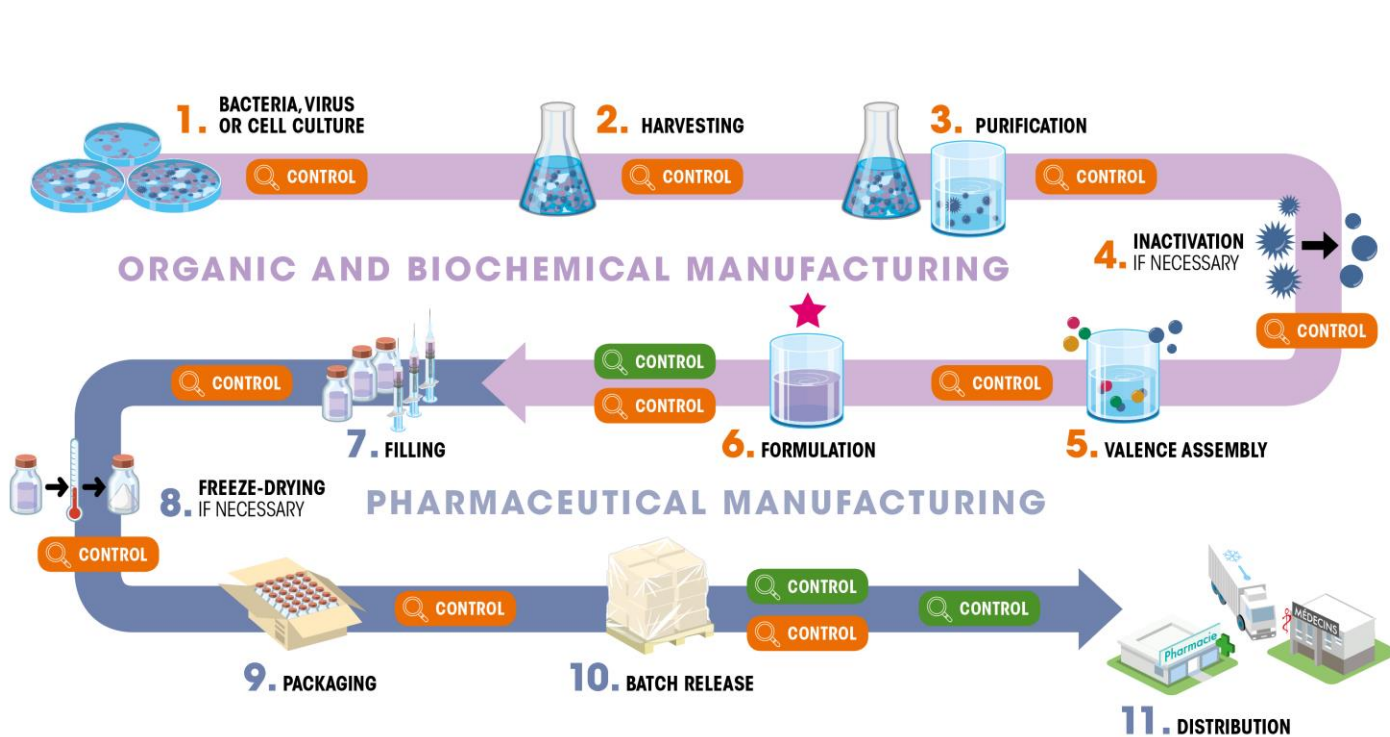 1. BACTERIA, VIRUS
OR CELL CULTURE
CONTROL
2. HARVESTING
CONTROL
3. PURIFICATION
CONTROL
4. INACTIVATION
IF NECESSARY
CONTROL
ORGANIC AND BIOCHEMICAL MANUFACTURING
5. VALENCE ASSEMBLY
CONTROL
6. FORMULATION
CONTROL
CONTROL
7. FILLING
CONTROL
8. FREEZE-DRYING
IF NECESSARY
CONTROL
PHARMACEUTICAL MANUFACTURING
9. PACKAGING
CONTROL
10. BATCH RELEASE
CONTROL
CONTROL
CONTROL
Pharmacie
MÉDECINS
11. DISTRIBUTION